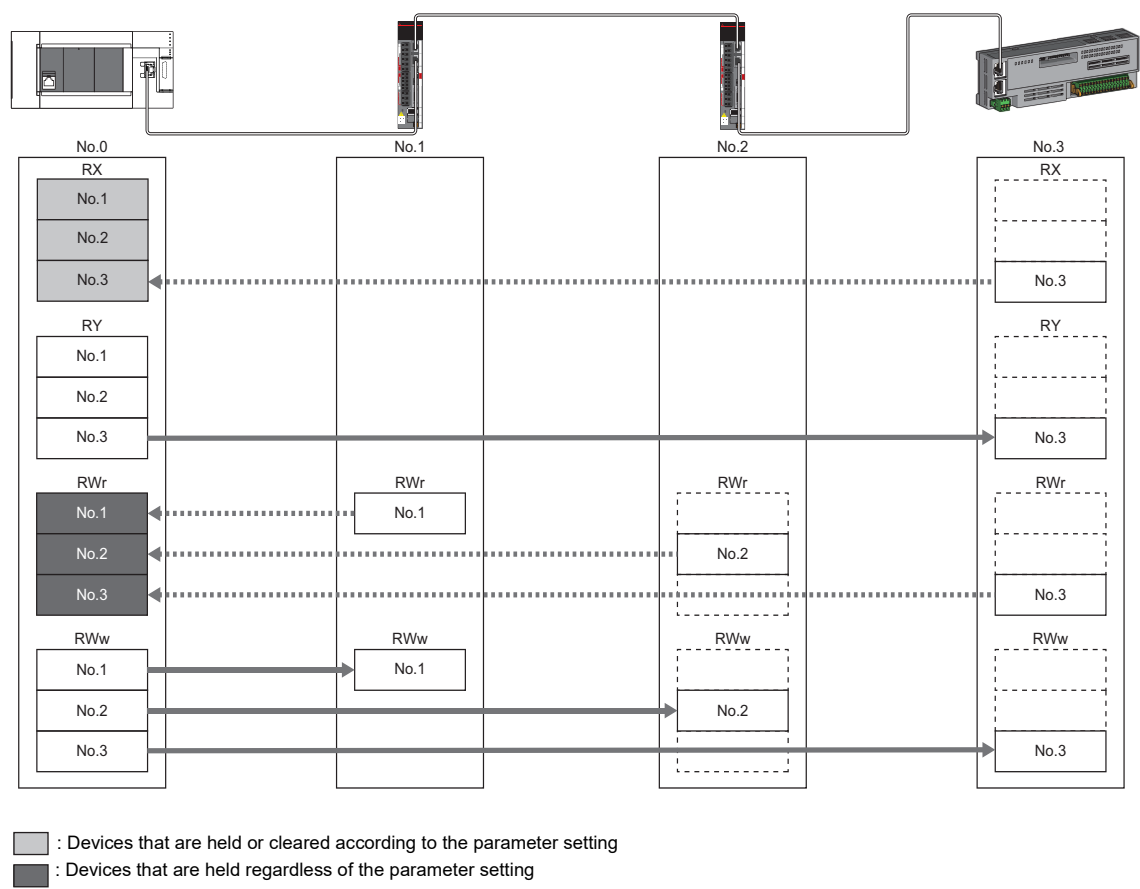 No.0 No.1 No.2 No.3
RX RX
No.1
No.2
No.3 No.3
RY RY
No.1
No.2
No.3 No.3
RWr RWr RWr RWr
No.1 No.1
No.2 No.2
No.3 No.3
RWw RWw RWw RWw
No.1 No.1
No.2 No.2
No.3 No.3
: Devices that are held or cleared according to the parameter setting
: Devices that are held regardless of the parameter setting